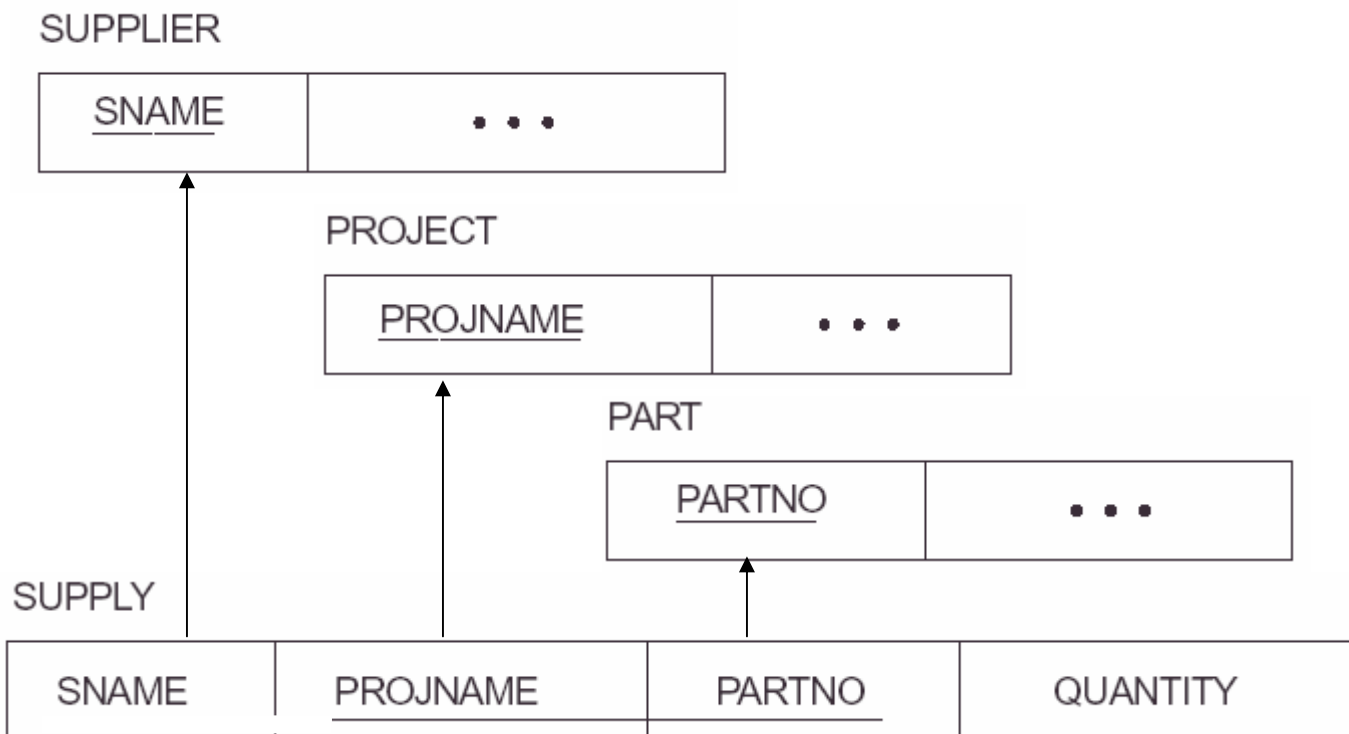 SUPPLIER
SNAME
PROJECT
PROJNAME
PART
PARTNO
SUPPLY
SNAME PROJNAME PARTNO QUANTITY